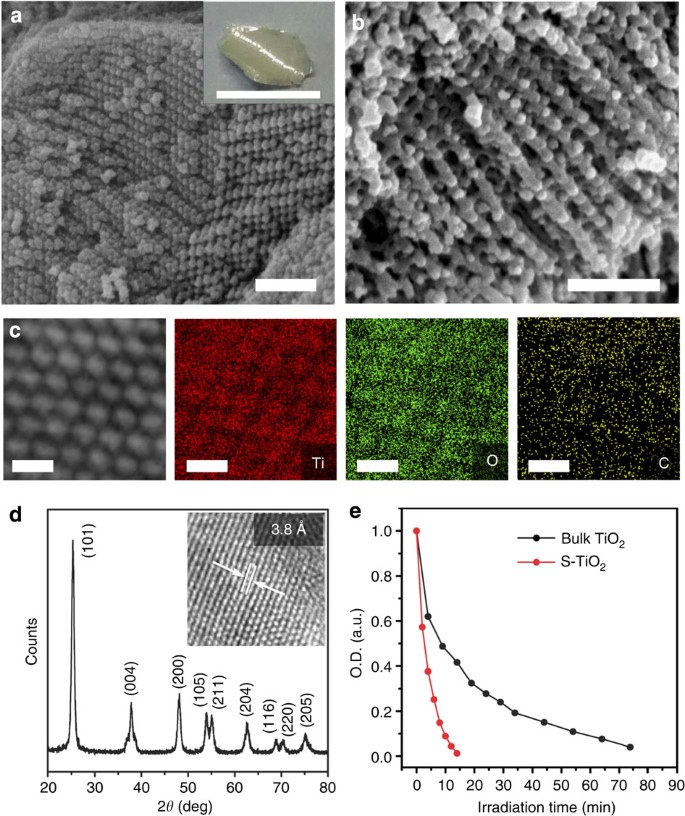 a
b
c
Ti
O
C
d
3.8 Å
(101)
(004)
(200)
(105)
(211)
(204)
(116)
(220)
(205)
Counts
20 30 40 50 60 70 80
2θ (deg)
e
Bulk TiO₂
S-TiO₂
O.D. (a.u.)
1.0
0.8
0.6
0.4
0.2
0.0
0 10 20 30 40 50 60 70 80 90
Irradiation time (min)